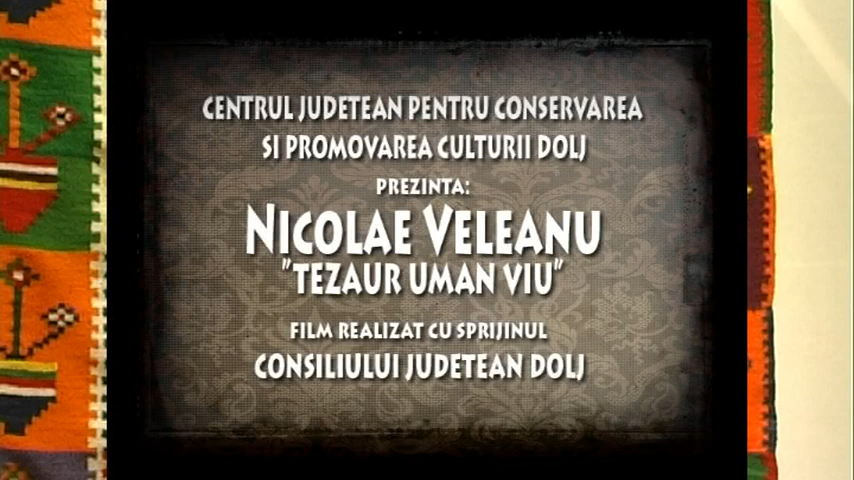 CENTRUL JUDETEAN PENTRU CONSERVAREA
SI PROMOVAREA CULTURII DOLJ
PREZINTA:
NICOLAE VELEANU
"TEZAUR UMAN VIU"
FILM REALIZAT CU SPRIJINUL
CONSILIULUI JUDETEAN DOLJ